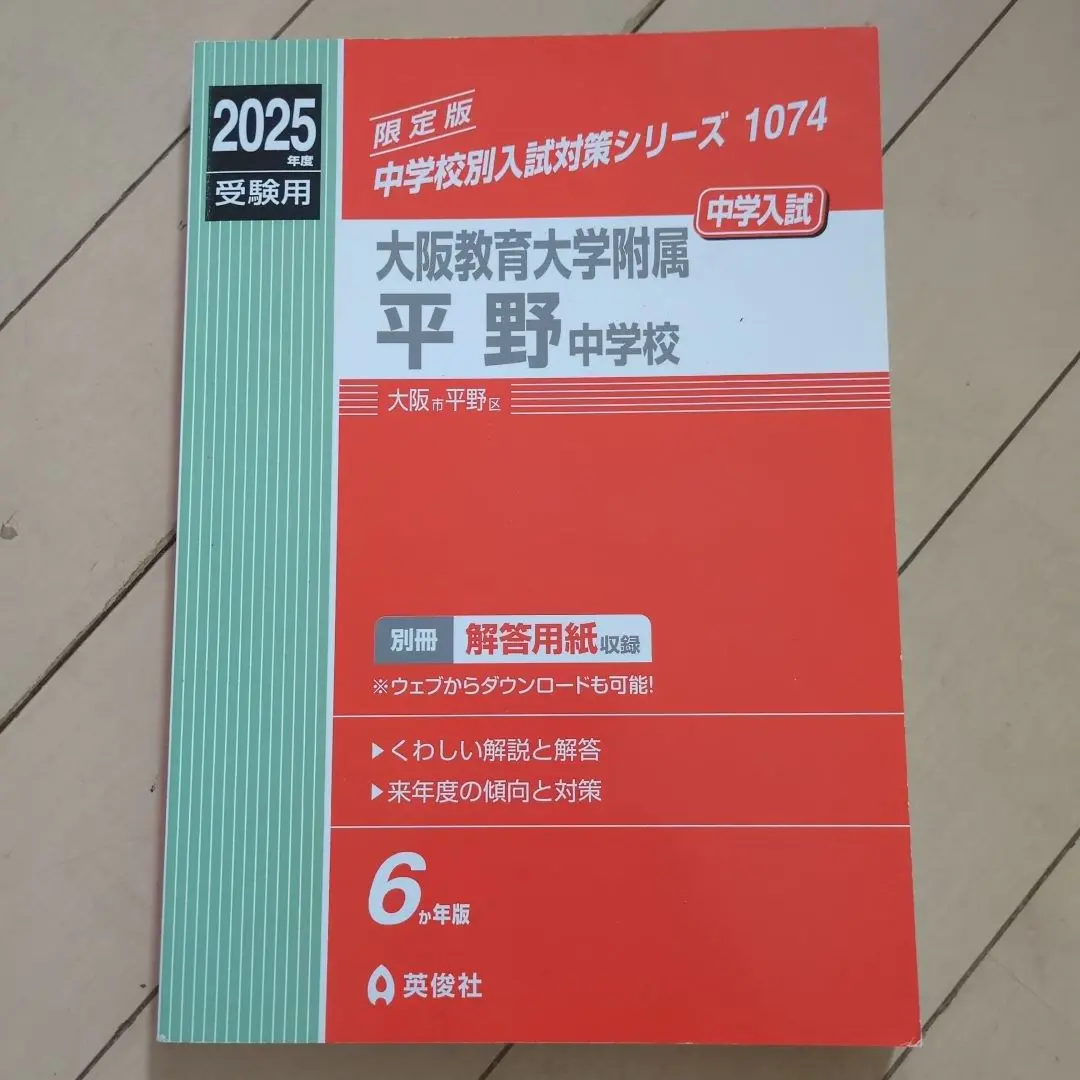 2025
年度
受験用
限定版
中学校別入試対策シリーズ 1074
中学入試
大阪教育大学附属
平野中学校
大阪市平野区
別冊 解答用紙収録
※ウェブからダウンロードも可能!
▶くわしい解説と解答
▶来年度の傾向と対策
6か年版
英俊社